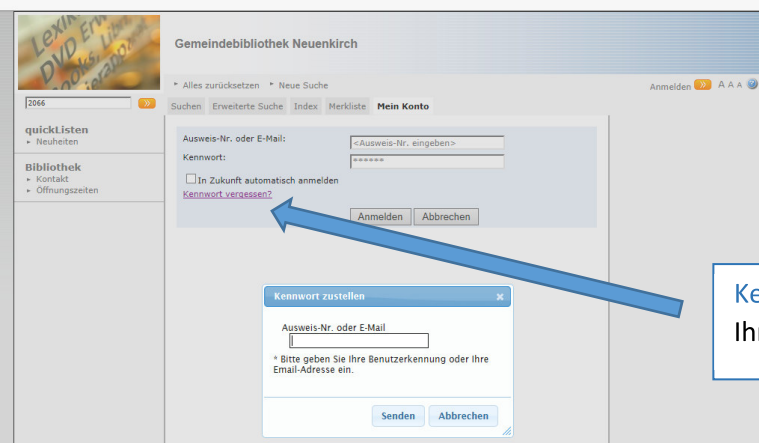 Gemeindebibliothek Neuenkirch
Alles zurücksetzen Neue Suche
Anmelden A A A
2066
Suchen Erweiterte Suche Index Merkliste Mein Konto
quickListen
Neuheiten
Bibliothek
Kontakt
Öffnungszeiten
Ausweis-Nr. oder E-Mail:
<Ausweis-Nr. eingeben>
Kennwort:
******
In Zukunft automatisch anmelden
Kennwort vergessen?
Anmelden Abbrechen
Kennwort zustellen x
Ausweis-Nr. oder E-Mail
* Bitte geben Sie Ihre Benutzerkennung oder Ihre
Email-Adresse ein.
Senden Abbrechen
Ke
Ihr